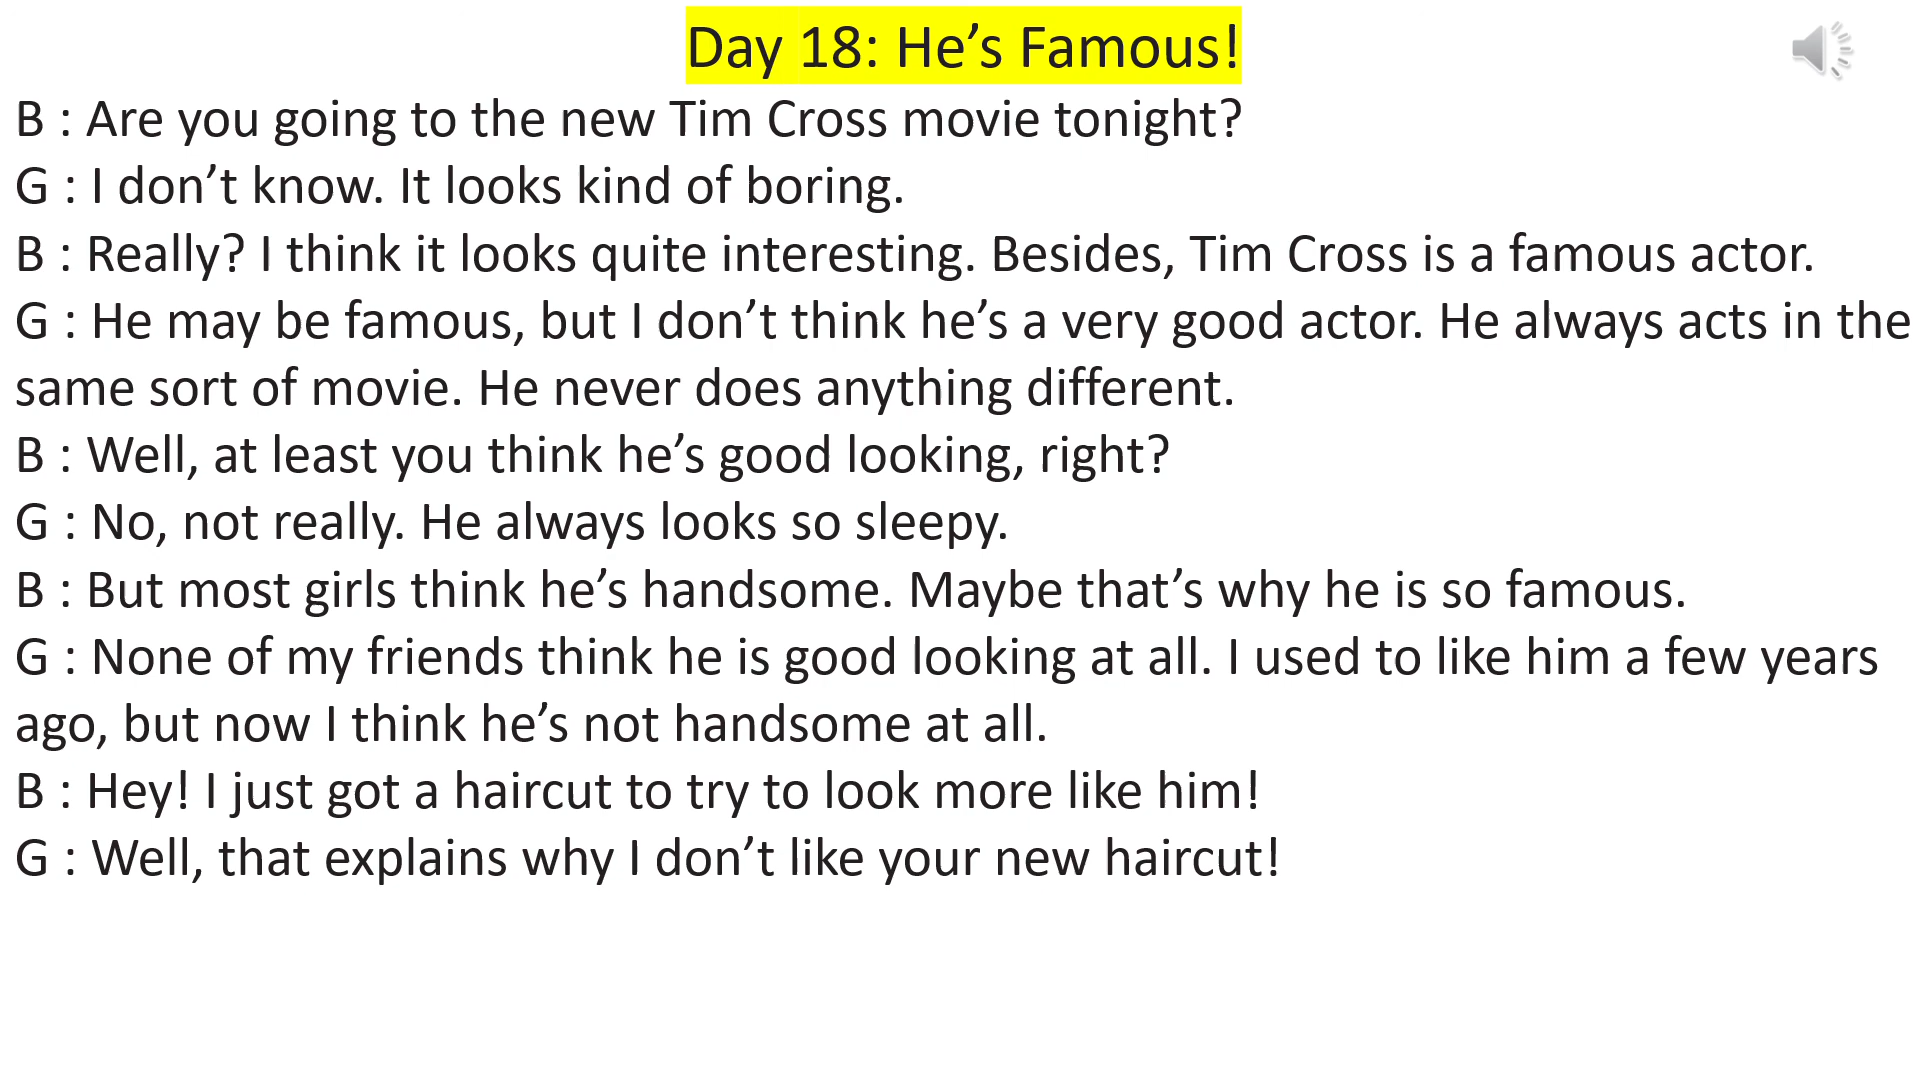 Day 18: He’s Famous!
B : Are you going to the new Tim Cross movie tonight?
G : I don’t know. It looks kind of boring.
B : Really? I think it looks quite interesting. Besides, Tim Cross is a famous actor.
G : He may be famous, but I don’t think he’s a very good actor. He always acts in the
same sort of movie. He never does anything different.
B : Well, at least you think he’s good looking, right?
G : No, not really. He always looks so sleepy.
B : But most girls think he’s handsome. Maybe that’s why he is so famous.
G : None of my friends think he is good looking at all. I used to like him a few years
ago, but now I think he’s not handsome at all.
B : Hey! I just got a haircut to try to look more like him!
G : Well, that explains why I don’t like your new haircut!